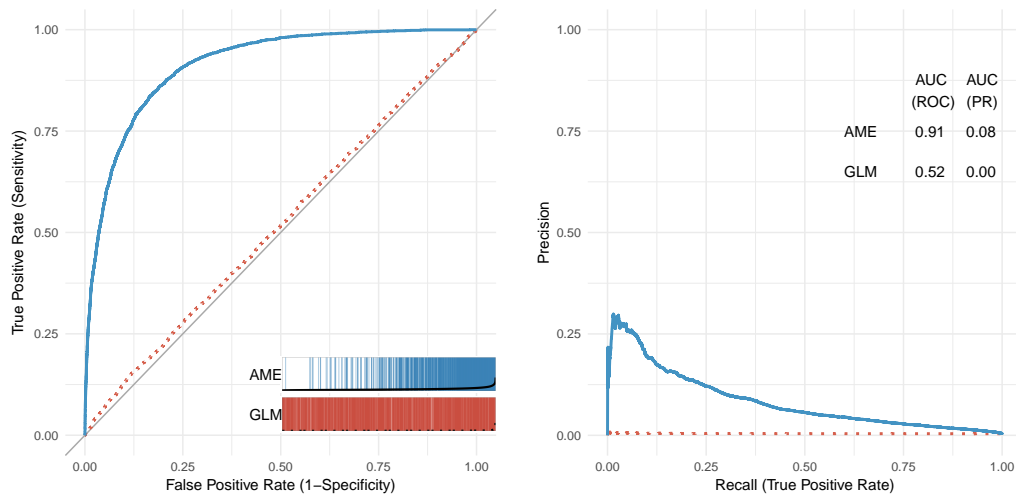 1.00
0.75
0.50
0.25
0.00
True Positive Rate (Sensitivity)
AME
GLM
0.00 0.25 0.50 0.75 1.00
False Positive Rate (1−Specificity)
1.00
0.75
0.50
0.25
0.00
Precision
AUC AUC
(ROC) (PR)
AME 0.91 0.08
GLM 0.52 0.00
0.00 0.25 0.50 0.75 1.00
Recall (True Positive Rate)